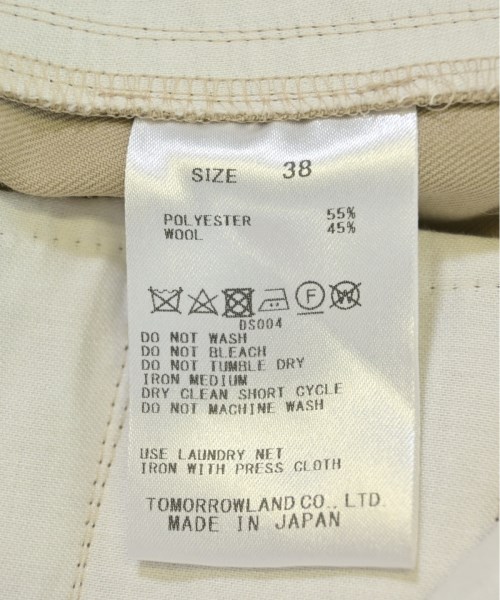 SIZE 38
POLYESTER 55%
WOOL 45%
F W
DS004
DO NOT WASH
DO NOT BLEACH
DO NOT TUMBLE DRY
IRON MEDIUM
DRY CLEAN SHORT CYCLE
DO NOT MACHINE WASH
USE LAUNDRY NET
IRON WITH PRESS CLOTH
TOMORROWLAND CO., LTD.
MADE IN JAPAN